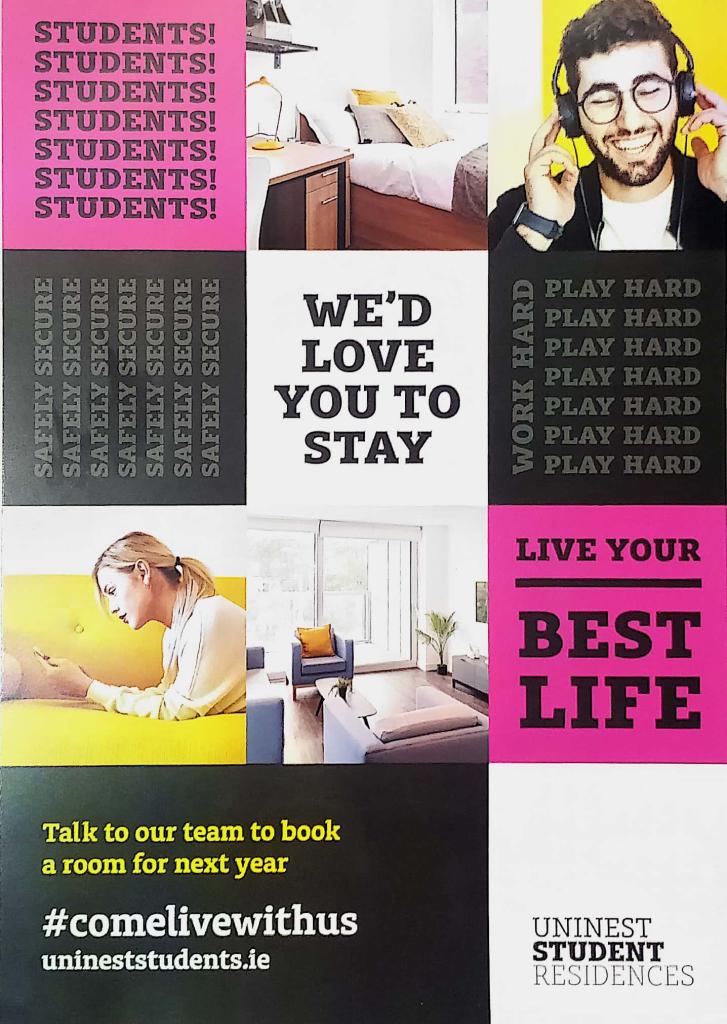 STUDENTS!
STUDENTS!
STUDENTS!
STUDENTS!
STUDENTS!
STUDENTS!
STUDENTS!
SAFELY SECURE
SAFELY SECURE
SAFELY SECURE
SAFELY SECURE
SAFELY SECURE
SAFELY SECURE
SAFELY SECURE
WE'D
LOVE
YOU TO
STAY
WORK HARD
PLAY HARD
PLAY HARD
PLAY HARD
PLAY HARD
PLAY HARD
PLAY HARD
PLAY HARD
LIVE YOUR
BEST
LIFE
Talk to our team to book
a room for next year
#comelivewithus
unineststudents.ie
UNINEST
STUDENT
RESIDENCES